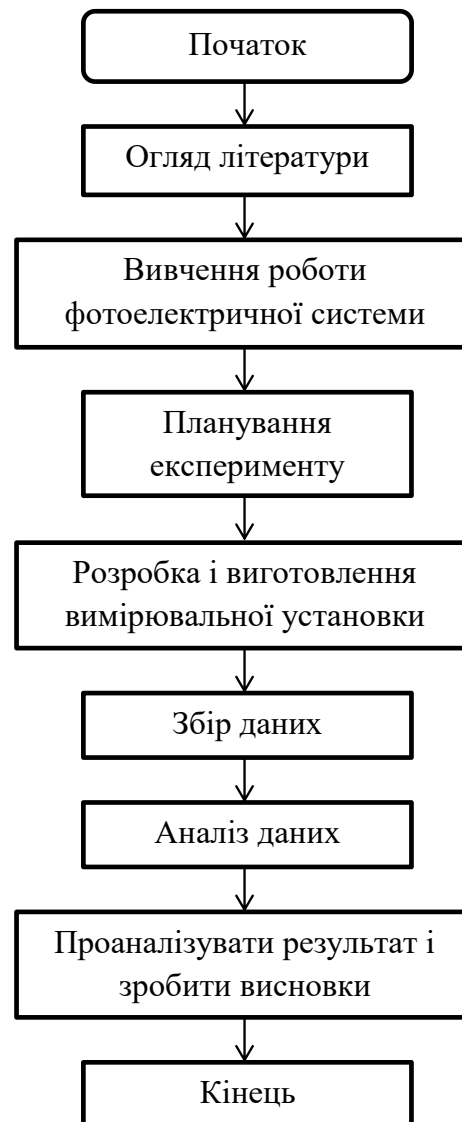 Початок
Огляд літератури
Вивчення роботи
фотоелектричної системи
Планування
експерименту
Розробка і виготовлення
вимірювальної установки
Збір даних
Аналіз даних
Проаналізувати результат і
зробити висновки
Кінець